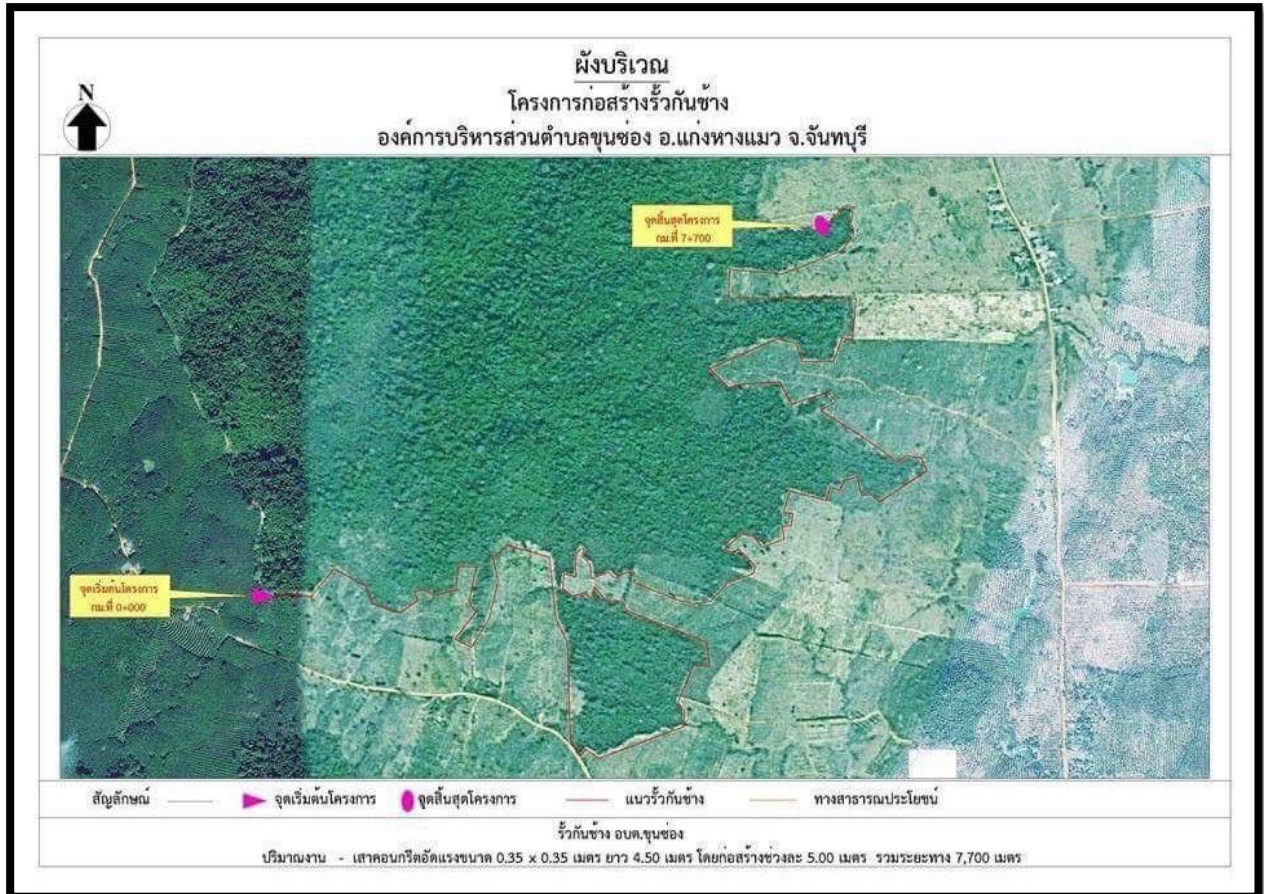 ผังบริเวณ
โครงการก่อสร้างรั้วกันช้าง
องค์การบริหารส่วนตำบลขุนซ่อง อ.แก่งหางแมว จ.จันทบุรี
N
จุดสิ้นสุดโครงการ
กม.ที่ 7+700
จุดเริ่มต้นโครงการ
กม.ที่ 0+000
สัญลักษณ์ จุดเริ่มต้นโครงการ จุดสิ้นสุดโครงการ แนวรั้วกันช้าง ทางสาธารณประโยชน์
รั้วกันช้าง อบต.ขุนซ่อง
ปริมาณงาน - เสาคอนกรีตอัดแรงขนาด 0.35 x 0.35 เมตร ยาว 4.50 เมตร โดยก่อสร้างช่วงละ 5.00 เมตร รวมระยะทาง 7,700 เมตร